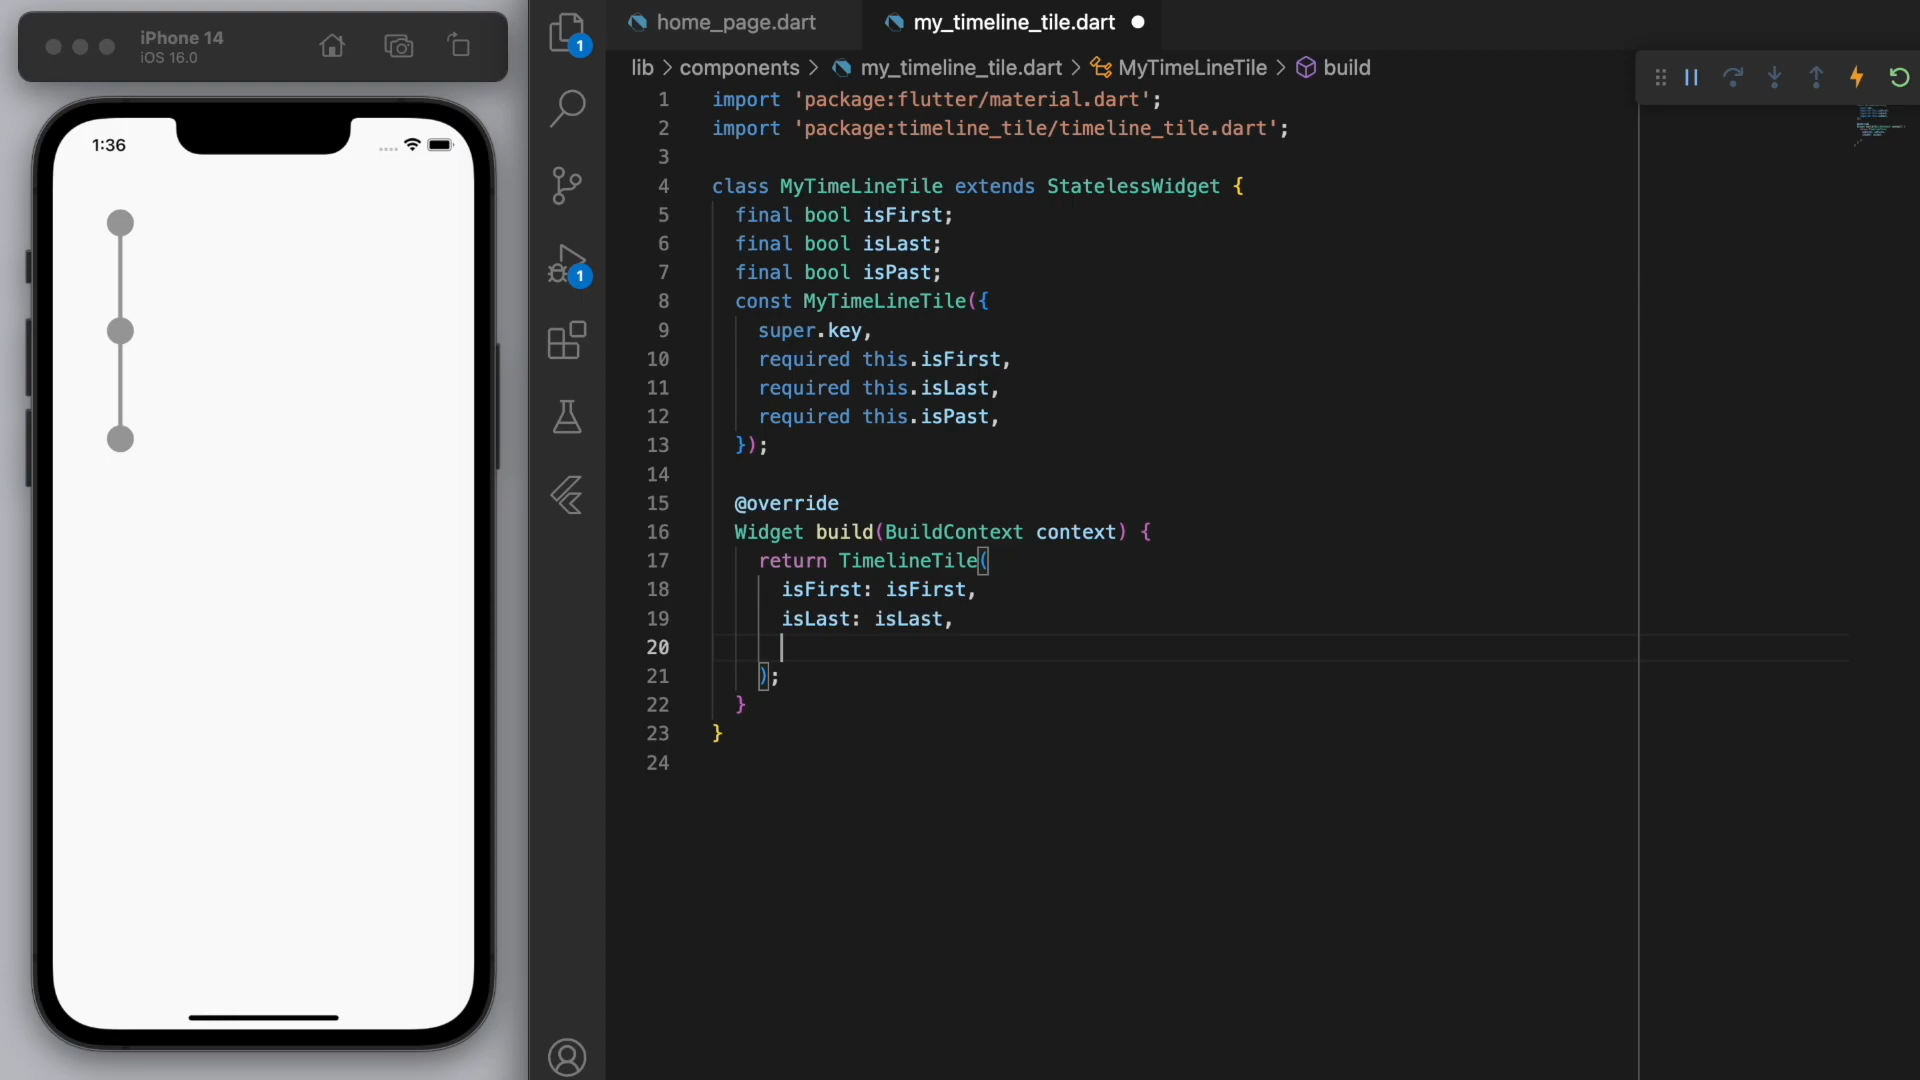 iPhone 14
iOS 16.0
1:36
1
1
home_page.dart
my_timeline_tile.dart
lib > components > my_timeline_tile.dart > MyTimeLineTile > build
1 import 'package:flutter/material.dart';
2 import 'package:timeline_tile/timeline_tile.dart';
3
4 class MyTimeLineTile extends StatelessWidget {
5 final bool isFirst;
6 final bool isLast;
7 final bool isPast;
8 const MyTimeLineTile({
9 super.key,
10 required this.isFirst,
11 required this.isLast,
12 required this.isPast,
13 });
14
15 @override
16 Widget build(BuildContext context) {
17 return TimelineTile(
18 isFirst: isFirst,
19 isLast: isLast,
20
21 );
22 }
23 }
24